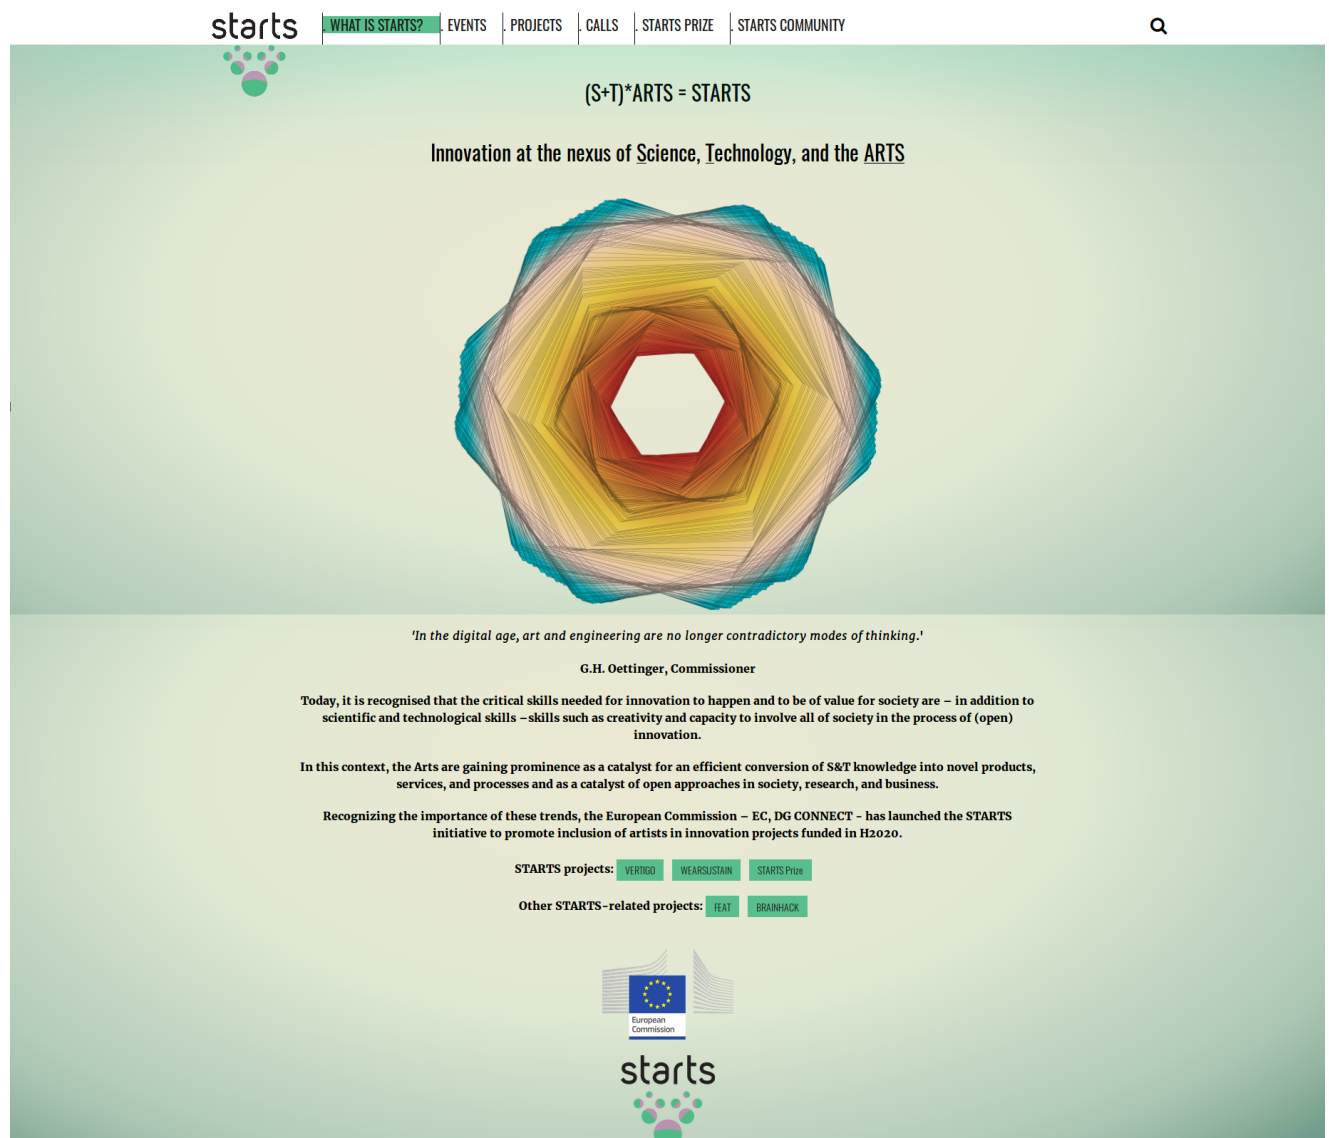 starts
. WHAT IS STARTS?
. EVENTS
. PROJECTS
. CALLS
. STARTS PRIZE
. STARTS COMMUNITY
(S+T)*ARTS = STARTS
Innovation at the nexus of Science, Technology, and the ARTS
'In the digital age, art and engineering are no longer contradictory modes of thinking.'
G.H. Oettinger, Commissioner
Today, it is recognised that the critical skills needed for innovation to happen and to be of value for society are – in addition to
scientific and technological skills –skills such as creativity and capacity to involve all of society in the process of (open)
innovation.
In this context, the Arts are gaining prominence as a catalyst for an efficient conversion of S&T knowledge into novel products,
services, and processes and as a catalyst of open approaches in society, research, and business.
Recognizing the importance of these trends, the European Commission – EC, DG CONNECT - has launched the STARTS
initiative to promote inclusion of artists in innovation projects funded in H2020.
STARTS projects: VERTIGO WEARSUSTAIN STARTS Prize
Other STARTS-related projects: FEAT BRAINHACK
European
Commission
starts